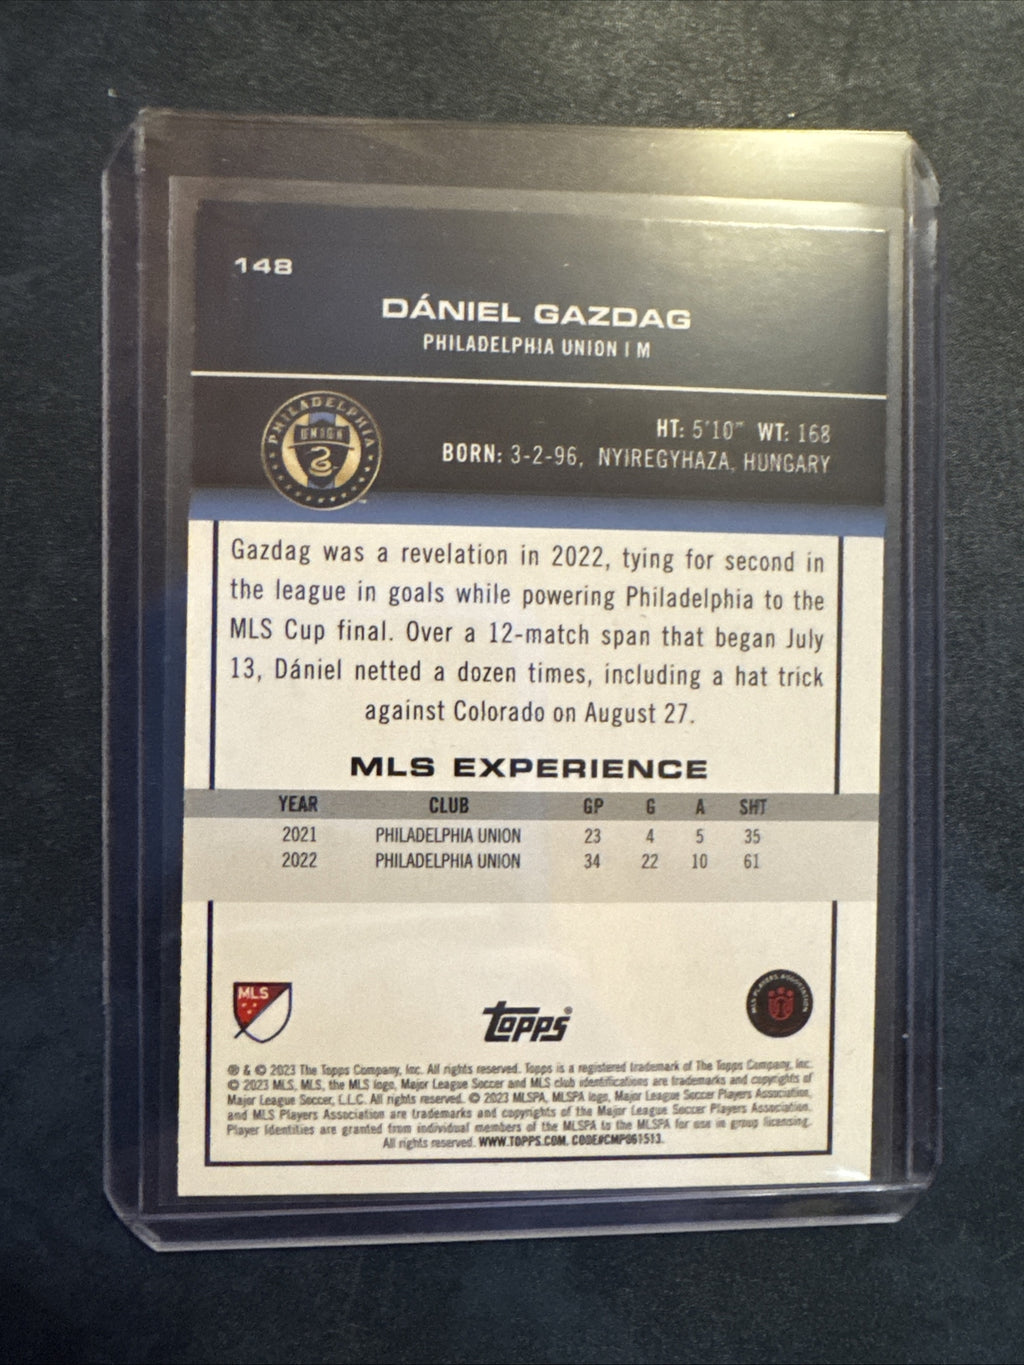 148
DÁNIEL GAZDAG
PHILADELPHIA UNION | M
PHILADELPHIA
UNION
HT: 5'10" WT: 168
BORN: 3-2-96, NYIREGYHAZA, HUNGARY
Gazdag was a revelation in 2022, tying for second in
the league in goals while powering Philadelphia to the
MLS Cup final. Over a 12-match span that began July
13, Dániel netted a dozen times, including a hat trick
against Colorado on August 27.
MLS EXPERIENCE
YEAR CLUB GP G A SHT
2021 PHILADELPHIA UNION 23 4 5 35
2022 PHILADELPHIA UNION 34 22 10 61
MLS
topps®
MLS PLAYERS ASSOCIATION
® & © 2023 The Topps Company, Inc. All rights reserved. Topps is a registered trademark of The Topps Company, Inc.
© 2023 MLS, MLS, the MLS logo, Major League Soccer and MLS club identifications are trademarks and copyrights of
Major League Soccer, L.L.C. All rights reserved. © 2023 MLSPA, MLSPA logo, Major League Soccer Players Association,
and MLS Players Association are trademarks and copyrights of the Major League Soccer Players Association.
Player Identities are granted from individual members of the MLSPA to the MLSPA for use in group licensing.
All rights reserved. WWW.TOPPS.COM. CODE#CMP061513.